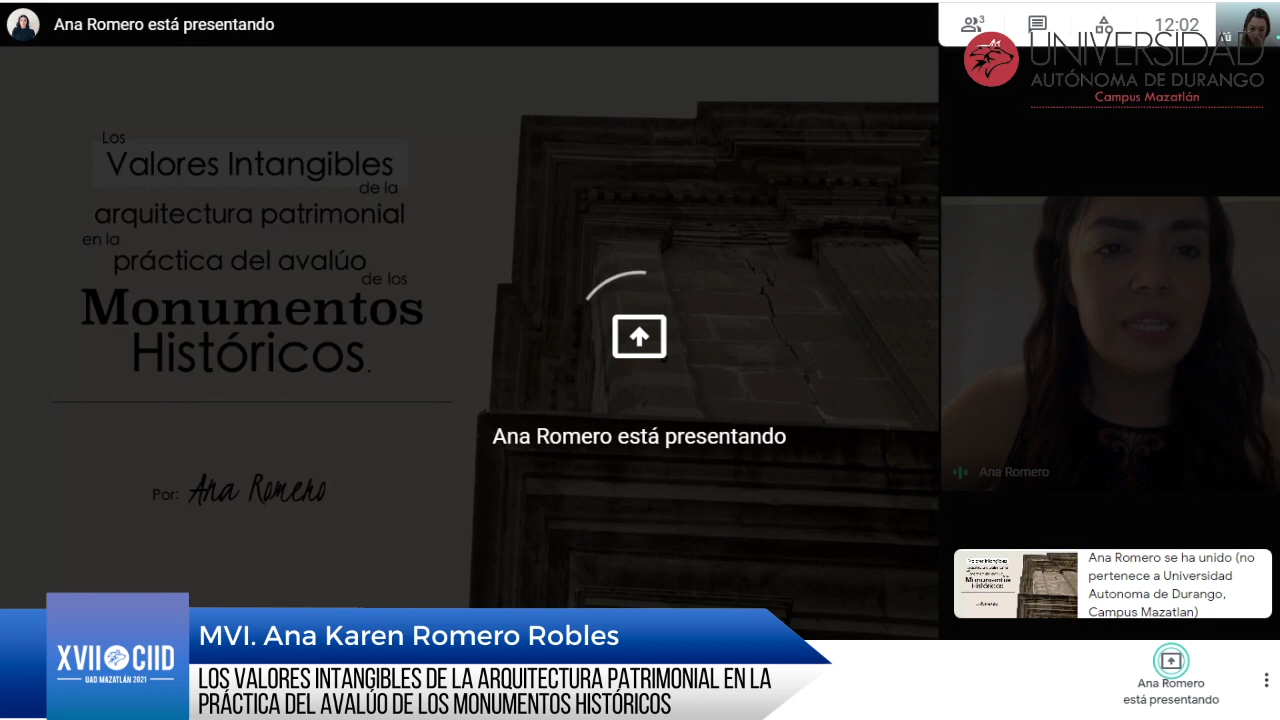 Ana Romero está presentando
3
12:02
Tú
UNIVERSIDAD
AUTÓNOMA DE DURANGO
Campus Mazatlán
Los
Valores Intangibles
de la
arquitectura patrimonial
en la
práctica del avalúo
de los
Monumentos
Históricos.
Por: Ana Romero
Ana Romero está presentando
Ana Romero
Ana Romero se ha unido (no
pertenece a Universidad
Autonoma de Durango,
Campus Mazatlan)
Ana Romero
está presentando
XVII CIID
UAD MAZATLÁN 2021
MVI. Ana Karen Romero Robles
LOS VALORES INTANGIBLES DE LA ARQUITECTURA PATRIMONIAL EN LA
PRÁCTICA DEL AVALÚO DE LOS MONUMENTOS HISTÓRICOS